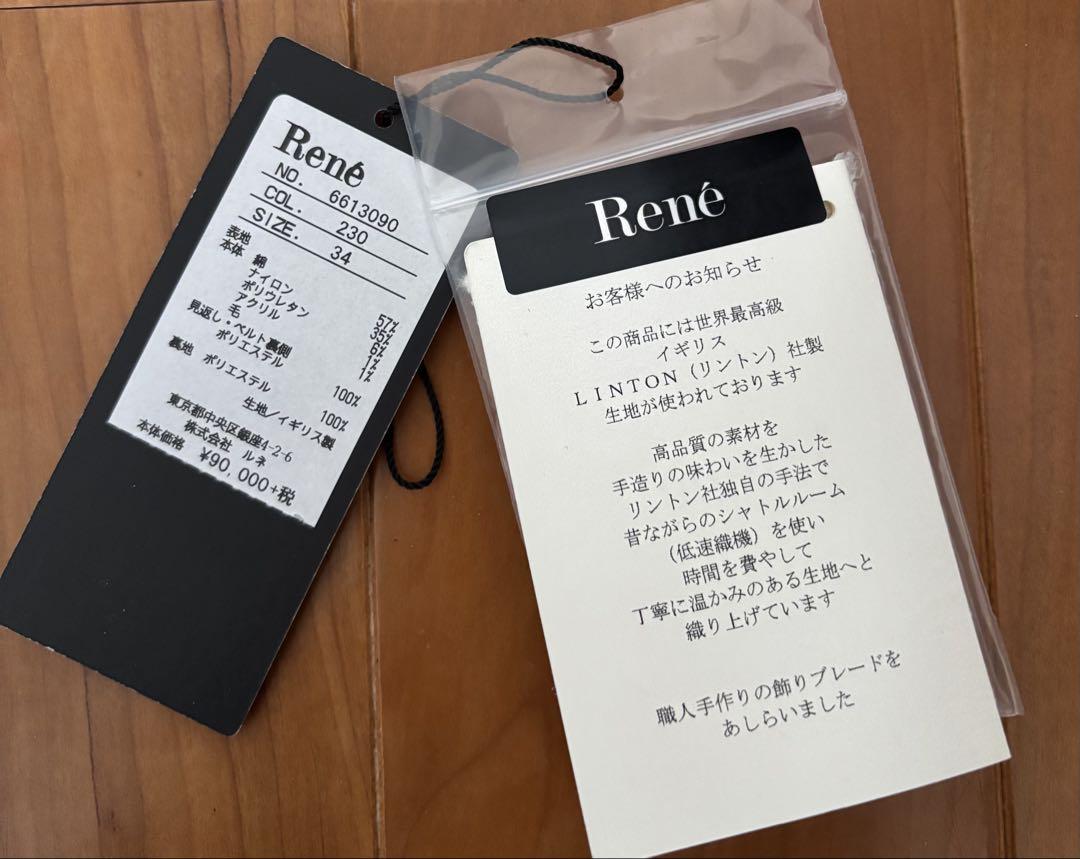 René
NO. 6613090
COL. 230
SIZE. 34
表地
本体 綿 57%
ナイロン 35%
ポリウレタン 6%
アクリル 1%
毛 1%
見返し・ベルト裏側
ポリエステル 100%
裏地 ポリエステル 100%
生地/イギリス製
東京都中央区銀座4-2-6
株式会社 ルネ
本体価格 ¥90,000+税
René
お客様へのお知らせ
この商品には世界最高級
イギリス
LINTON（リントン）社製
生地が使われております
高品質の素材を
手造りの味わいを生かした
リントン社独自の手法で
昔ながらのシャトルルーム
（低速織機）を使い
時間を費やして
丁寧に温かみのある生地へと
織り上げています
職人手作りの飾りブレードを
あしらいました